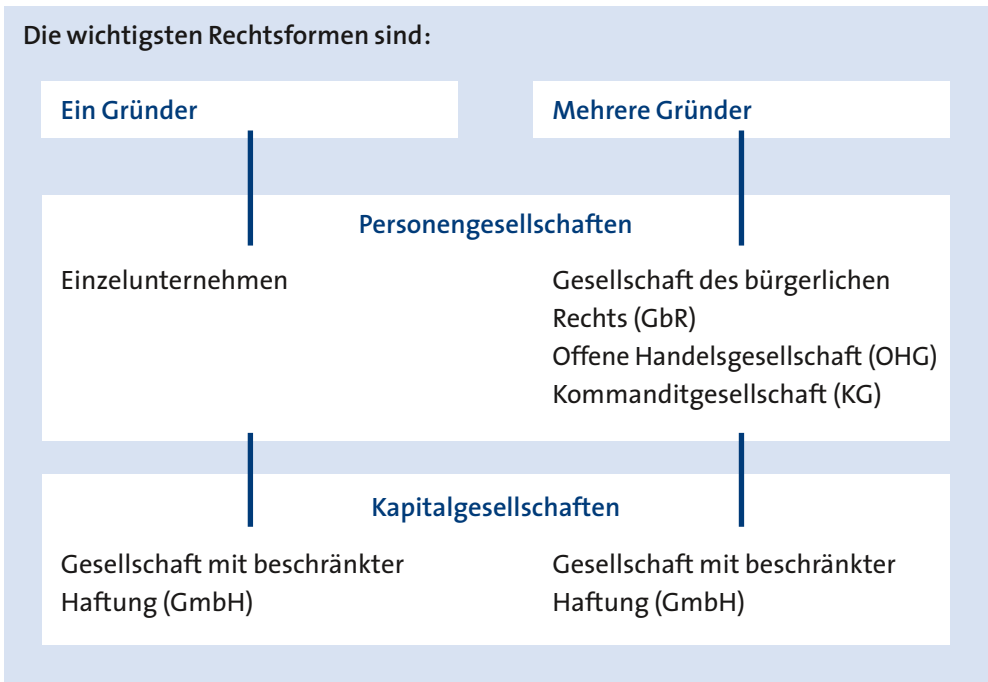 Die wichtigsten Rechtsformen sind:
Ein Gründer
Mehrere Gründer
Personengesellschaften
Einzelunternehmen
Gesellschaft des bürgerlichen
Rechts (GbR)
Offene Handelsgesellschaft (OHG)
Kommanditgesellschaft (KG)
Kapitalgesellschaften
Gesellschaft mit beschränkter
Haftung (GmbH)
Gesellschaft mit beschränkter
Haftung (GmbH)